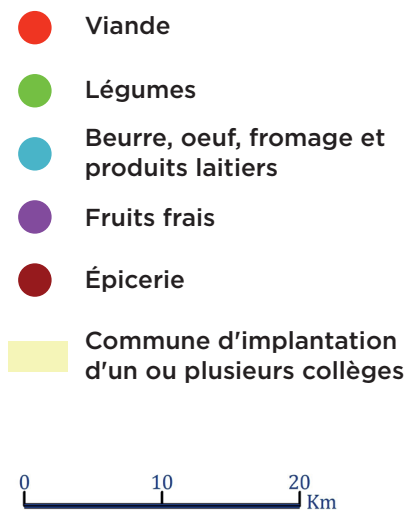 Viande
Légumes
Beurre, oeuf, fromage et
produits laitiers
Fruits frais
Épicerie
Commune d'implantation
d'un ou plusieurs collèges
0 10 20
Km